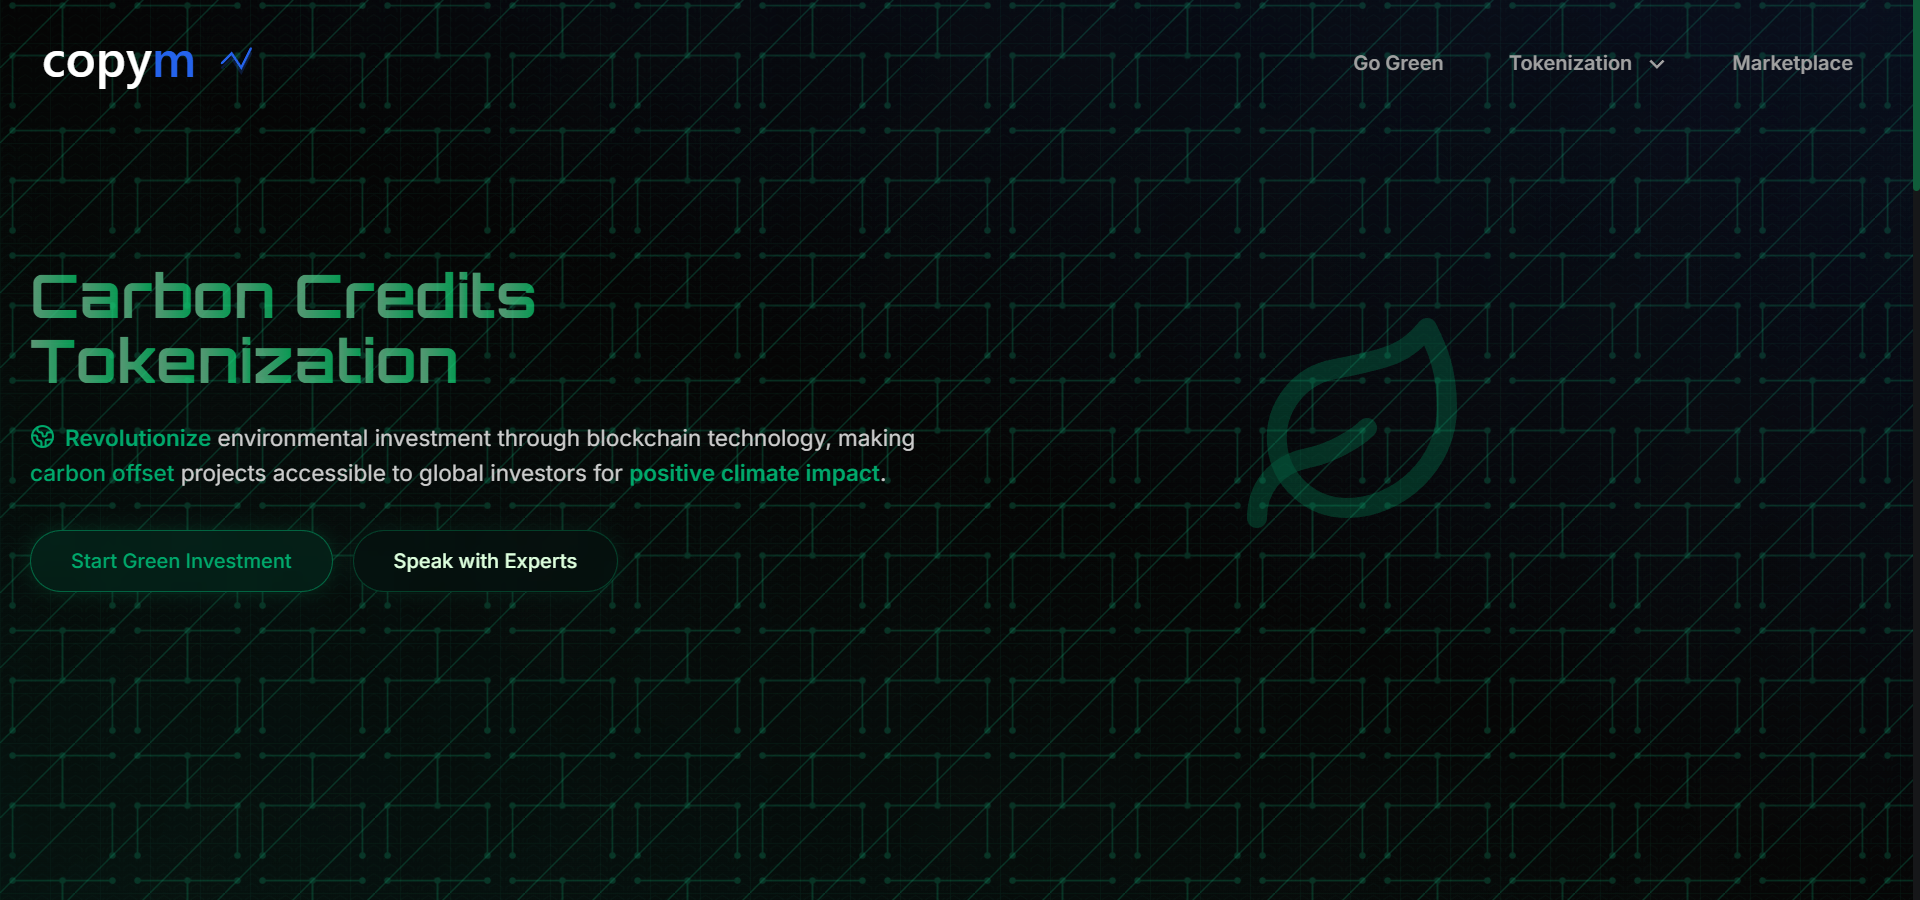 copym
Go Green
Tokenization
Marketplace
Carbon Credits
Tokenization
Revolutionize environmental investment through blockchain technology, making
carbon offset projects accessible to global investors for positive climate impact.
Start Green Investment
Speak with Experts